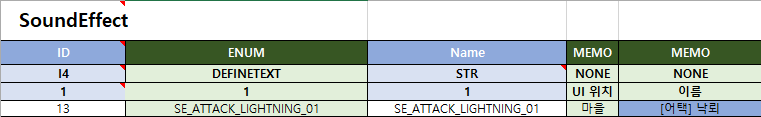 SoundEffect
ID ENUM Name MEMO MEMO
I4 DEFINETEXT STR NONE NONE
1 1 1 UI 위치 이름
13 SE_ATTACK_LIGHTNING_01 SE_ATTACK_LIGHTNING_01 마을 [어택] 낙뢰